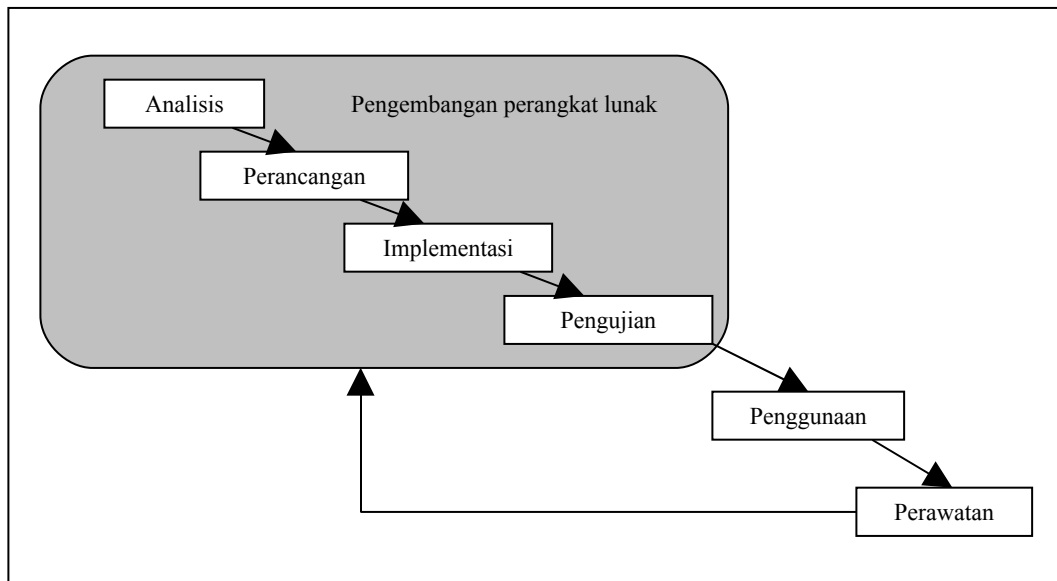 Analisis
Pengembangan perangkat lunak
Perancangan
Implementasi
Pengujian
Penggunaan
Perawatan